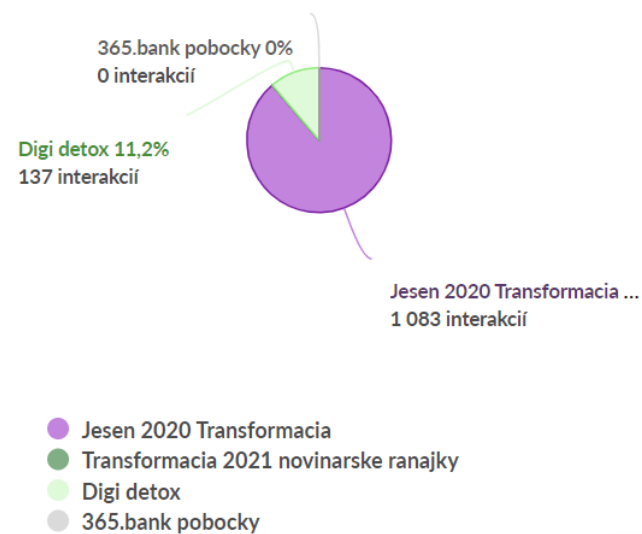 365.bank pobocky 0%
0 interakcií
Digi detox 11,2%
137 interakcií
Jesen 2020 Transformacia ...
1 083 interakcií
Jesen 2020 Transformacia
Transformacia 2021 novinarske ranajky
Digi detox
365.bank pobocky